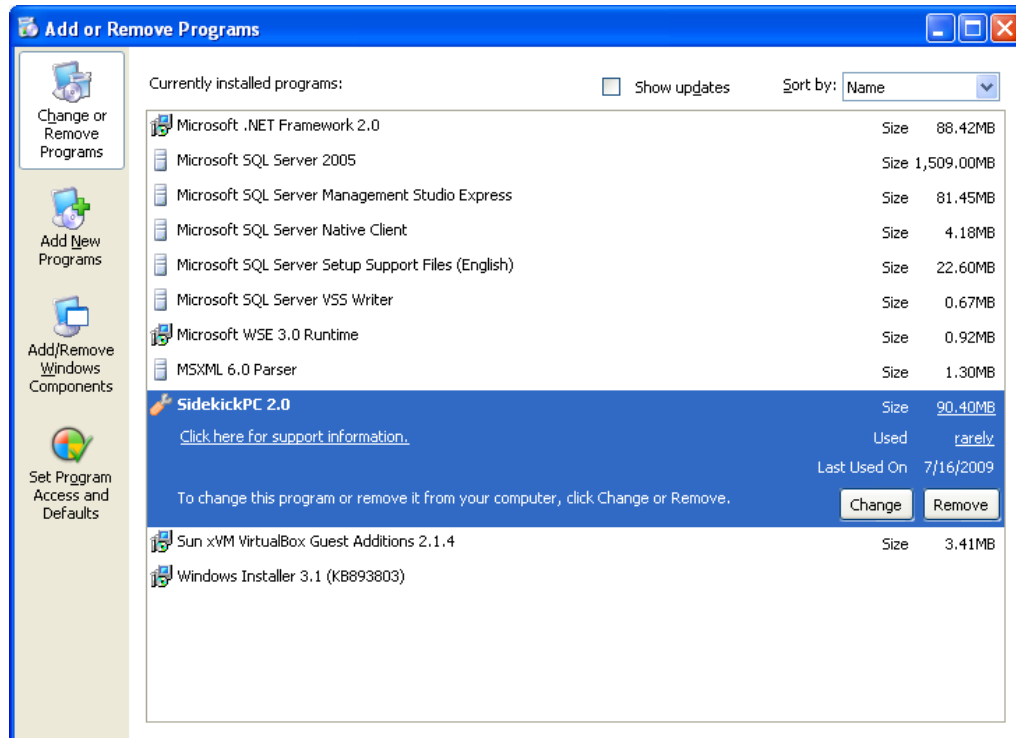 Add or Remove Programs
Change or
Remove
Programs
Add New
Programs
Add/Remove
Windows
Components
Set Program
Access and
Defaults
Currently installed programs: Show updates Sort by: Name
Microsoft .NET Framework 2.0 Size 88.42MB
Microsoft SQL Server 2005 Size 1,509.00MB
Microsoft SQL Server Management Studio Express Size 81.45MB
Microsoft SQL Server Native Client Size 4.18MB
Microsoft SQL Server Setup Support Files (English) Size 22.60MB
Microsoft SQL Server VSS Writer Size 0.67MB
Microsoft WSE 3.0 Runtime Size 0.92MB
MSXML 6.0 Parser Size 1.30MB
SidekickPC 2.0 Size 90.40MB
Click here for support information. Used rarely
Last Used On 7/16/2009
To change this program or remove it from your computer, click Change or Remove. Change Remove
Sun xVM VirtualBox Guest Additions 2.1.4 Size 3.41MB
Windows Installer 3.1 (KB893803)